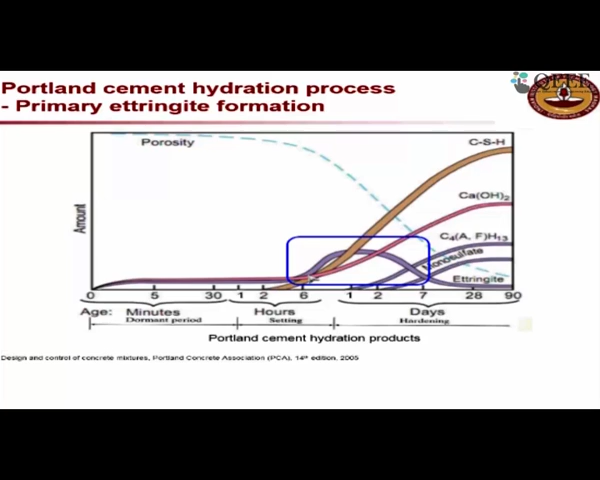 QEEE
Portland cement hydration process
- Primary ettringite formation
Porosity
C-S-H
Ca(OH)2
C4(A, F)H13
Monosulfate
Ettringite
Amount
0 5 30 1 2 6 1 2 7 28 90
Age: Minutes Hours Days
Dormant period Setting Hardening
Portland cement hydration products
Design and control of concrete mixtures, Portland Concrete Association (PCA), 14th edition, 2005